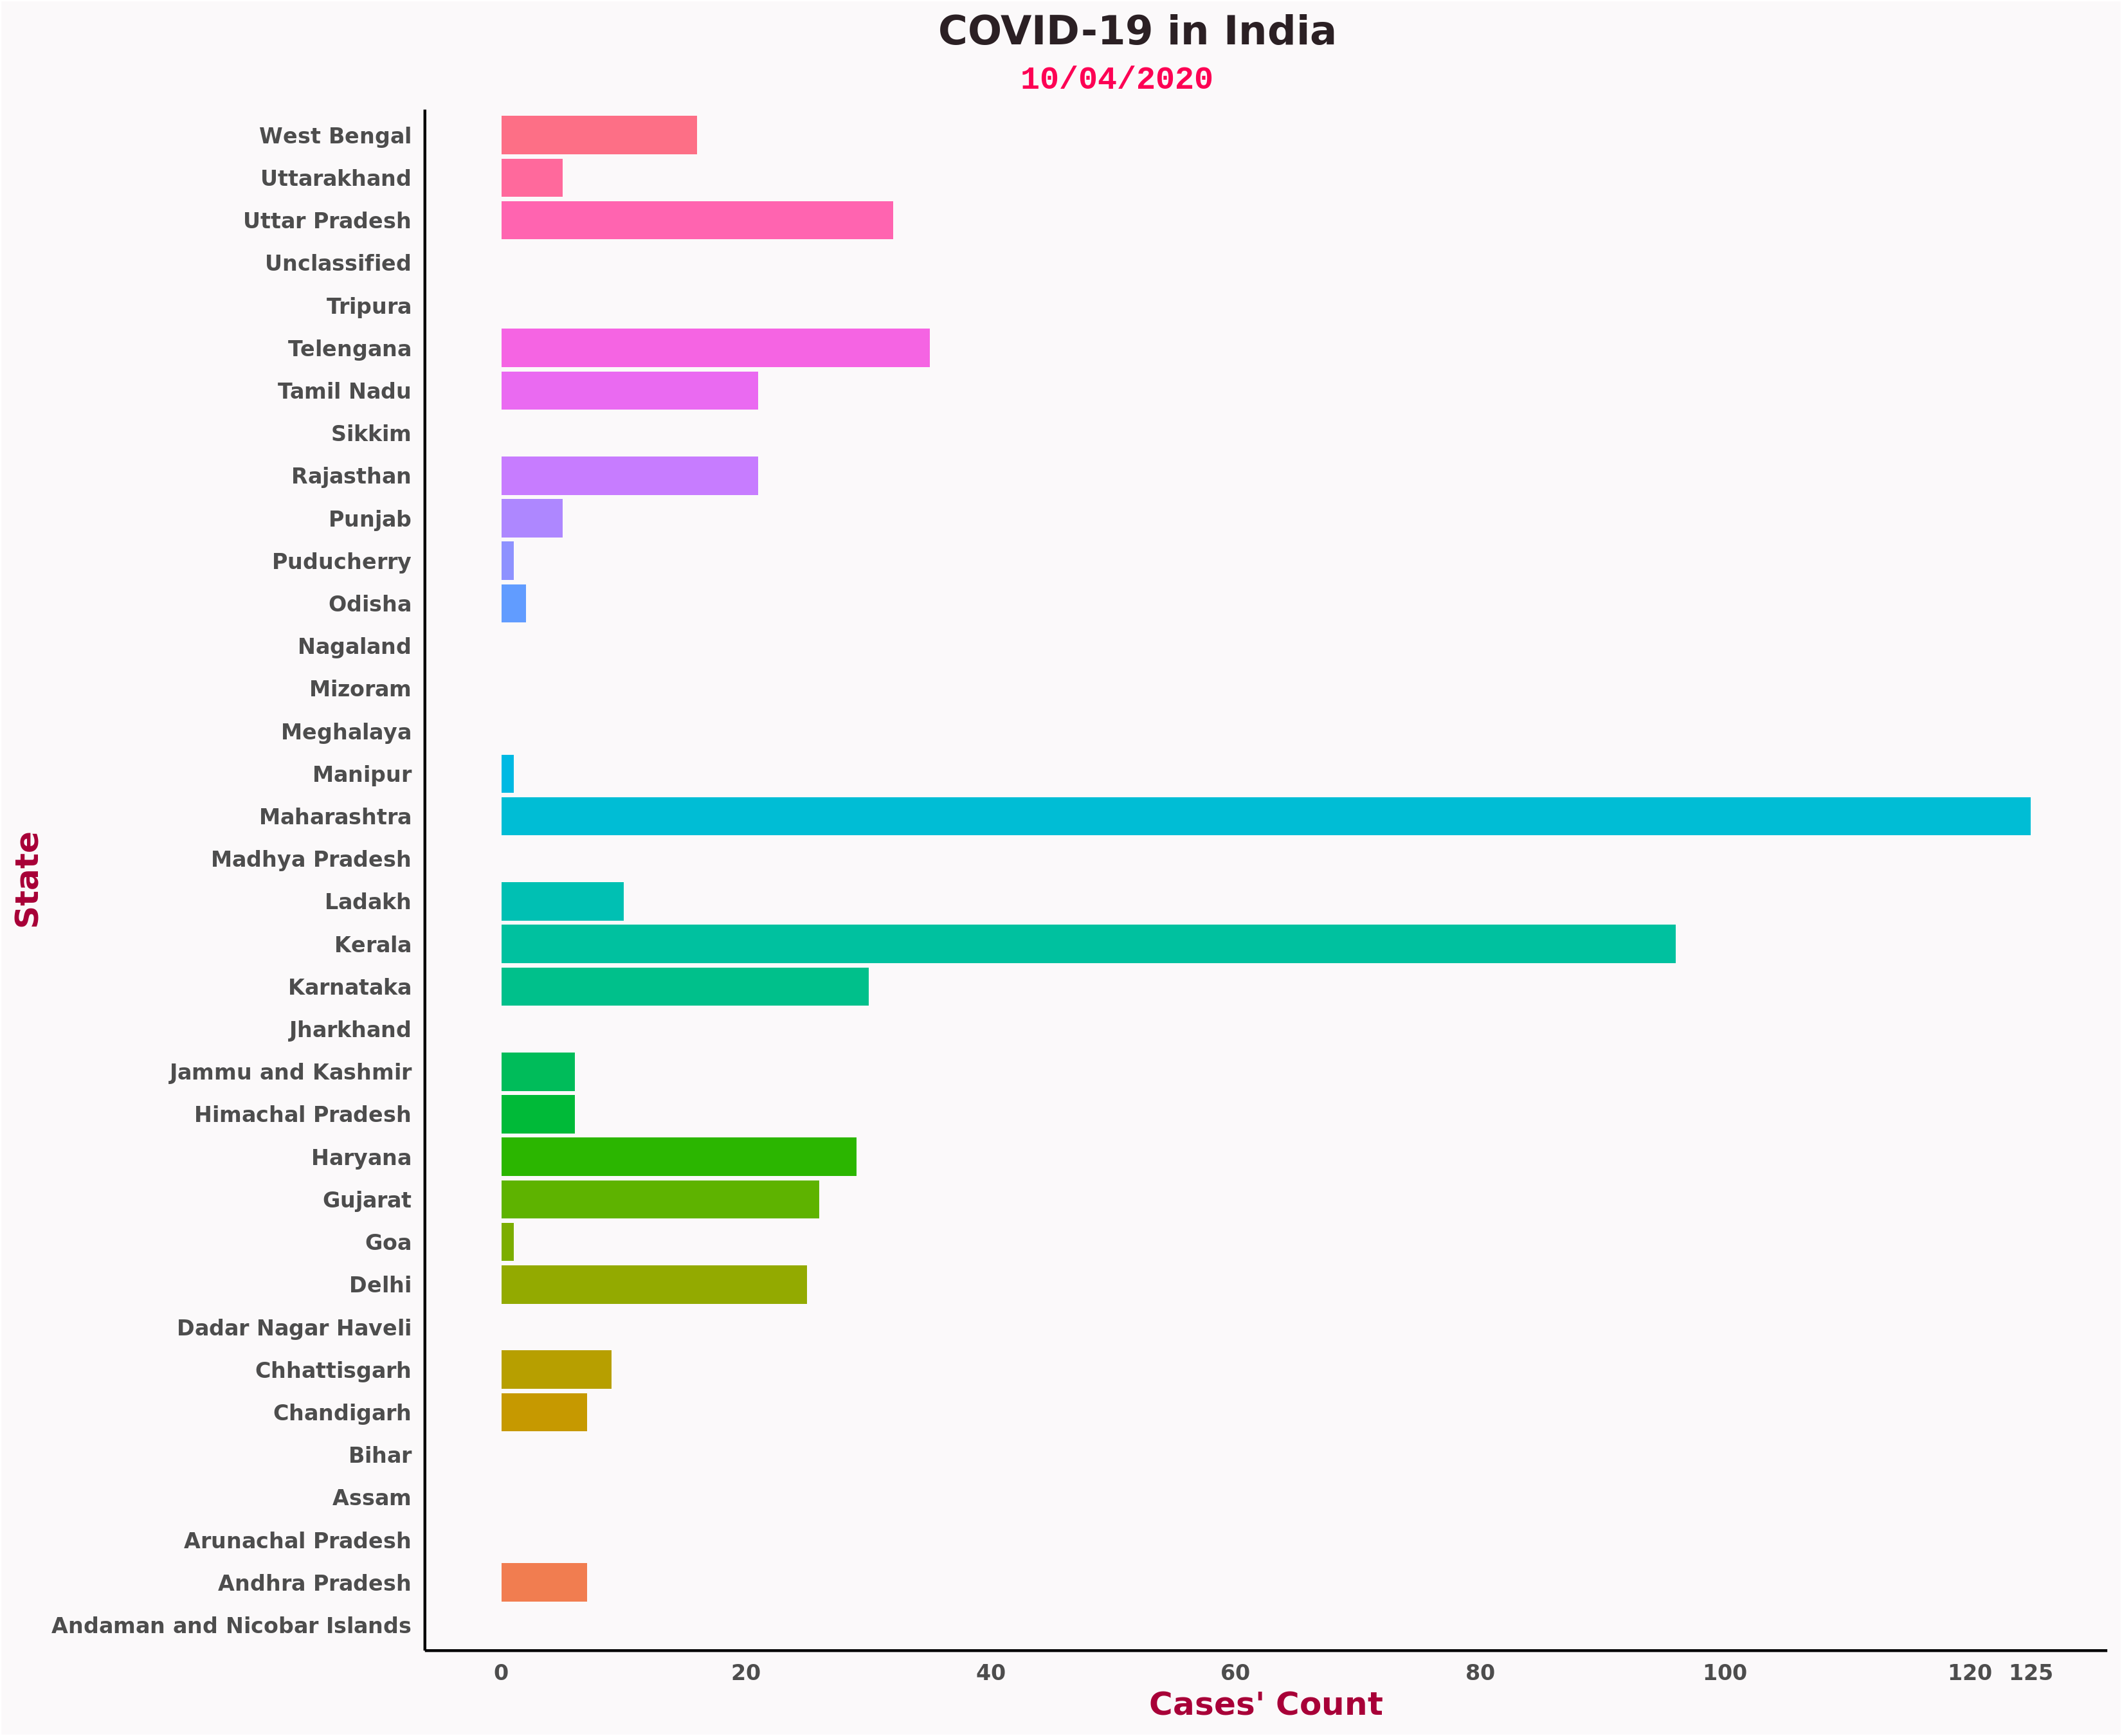 COVID-19 in India
10/04/2020
West Bengal
Uttarakhand
Uttar Pradesh
Unclassified
Tripura
Telengana
Tamil Nadu
Sikkim
Rajasthan
Punjab
Puducherry
Odisha
Nagaland
Mizoram
Meghalaya
Manipur
Maharashtra
Madhya Pradesh
Ladakh
Kerala
Karnataka
Jharkhand
Jammu and Kashmir
Himachal Pradesh
Haryana
Gujarat
Goa
Delhi
Dadar Nagar Haveli
Chhattisgarh
Chandigarh
Bihar
Assam
Arunachal Pradesh
Andhra Pradesh
Andaman and Nicobar Islands
State
0 20 40 60 80 100 120 125
Cases' Count